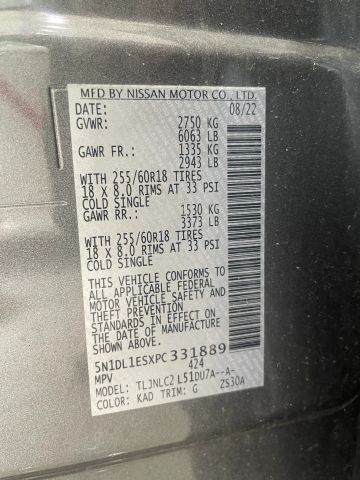 MFD BY NISSAN MOTOR CO., LTD.
DATE: 08/22
GVWR: 2750 KG
6063 LB
GAWR FR.: 1335 KG
2943 LB
WITH 255/60R18 TIRES
18 X 8.0 RIMS AT 33 PSI
COLD SINGLE
GAWR RR.: 1530 KG
3373 LB
WITH 255/60R18 TIRES
18 X 8.0 RIMS AT 33 PSI
COLD SINGLE
THIS VEHICLE CONFORMS TO
ALL APPLICABLE FEDERAL
MOTOR VEHICLE SAFETY AND
THEFT PREVENTION
STANDARDS IN EFFECT ON
THE DATE OF MANUFACTURE
SHOWN ABOVE.
5N1DL1ESXPC331889
MPV 424
MODEL: TLJNLC2 L51DU7A--A-
COLOR: KAD TRIM: G ZS30A